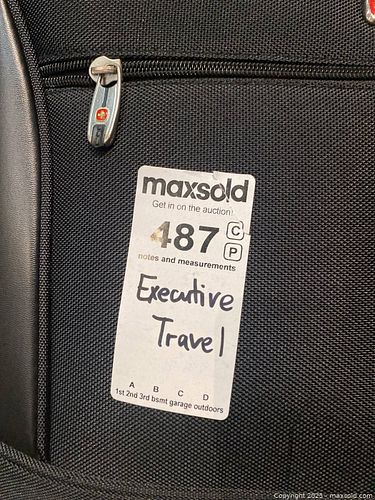 maxsold
Get in on the auction!
487 C
P
notes and measurements
Executive
Travel
A B C D
1st 2nd 3rd bsmt garage outdoors
Copyright 2025 - maxsold.com